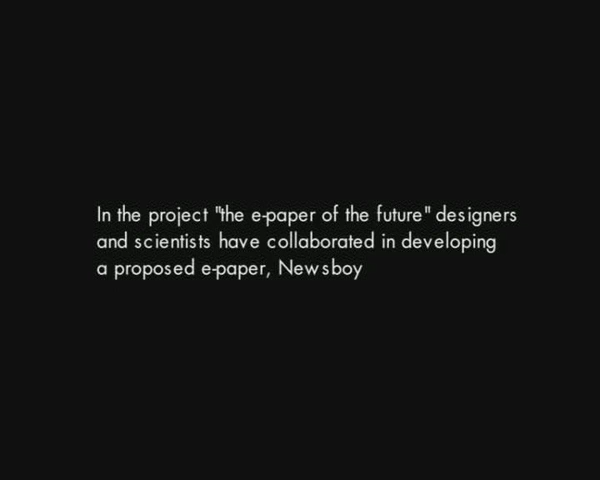 In the project "the e-paper of the future" designers
and scientists have collaborated in developing
a proposed e-paper, Newsboy